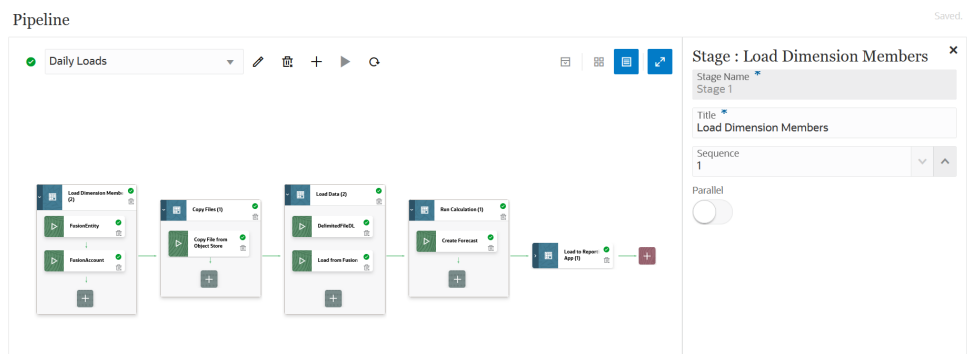 Pipeline
Saved.
Daily Loads
Load Dimension Membe
(2)
FusionEntity
FusionAccount
Copy Files (1)
Copy File from
Object Store
Load Data (2)
DelimitedFileDL
Load from Fusion
Run Calculation (1)
Create Forecast
Load to Report
App (1)
Stage : Load Dimension Members
Stage Name *
Stage 1
Title *
Load Dimension Members
Sequence
1
Parallel